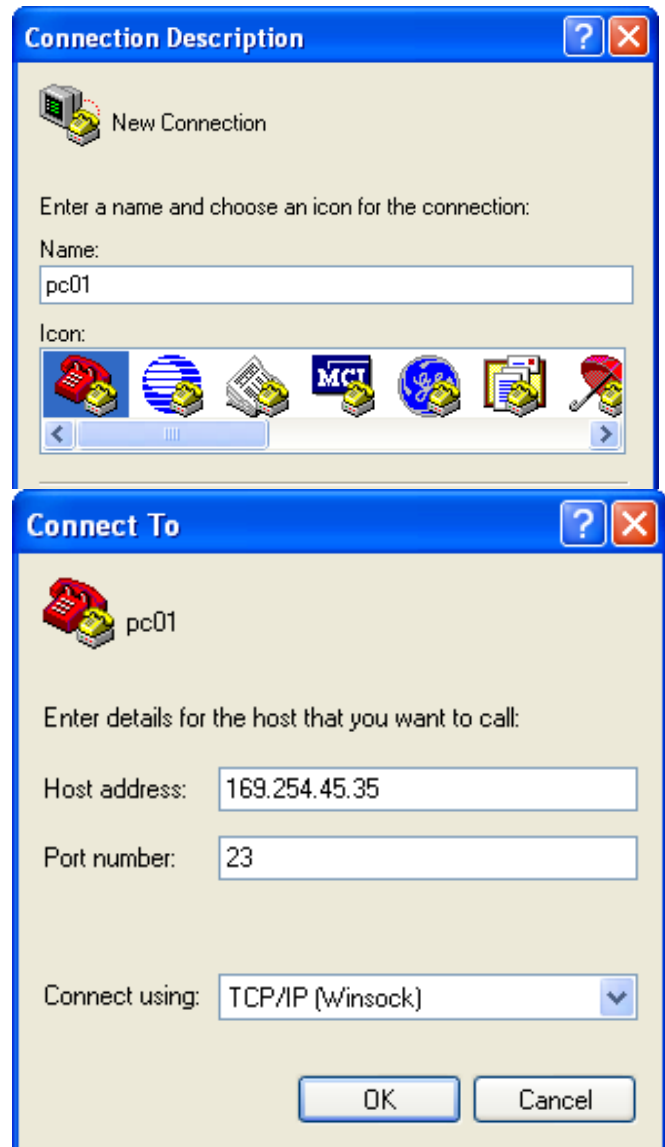 Connection Description
New Connection
Enter a name and choose an icon for the connection:
Name:
pc01
Icon:
MCI
Connect To
pc01
Enter details for the host that you want to call:
Host address: 169.254.45.35
Port number: 23
Connect using: TCP/IP (Winsock)
OK Cancel